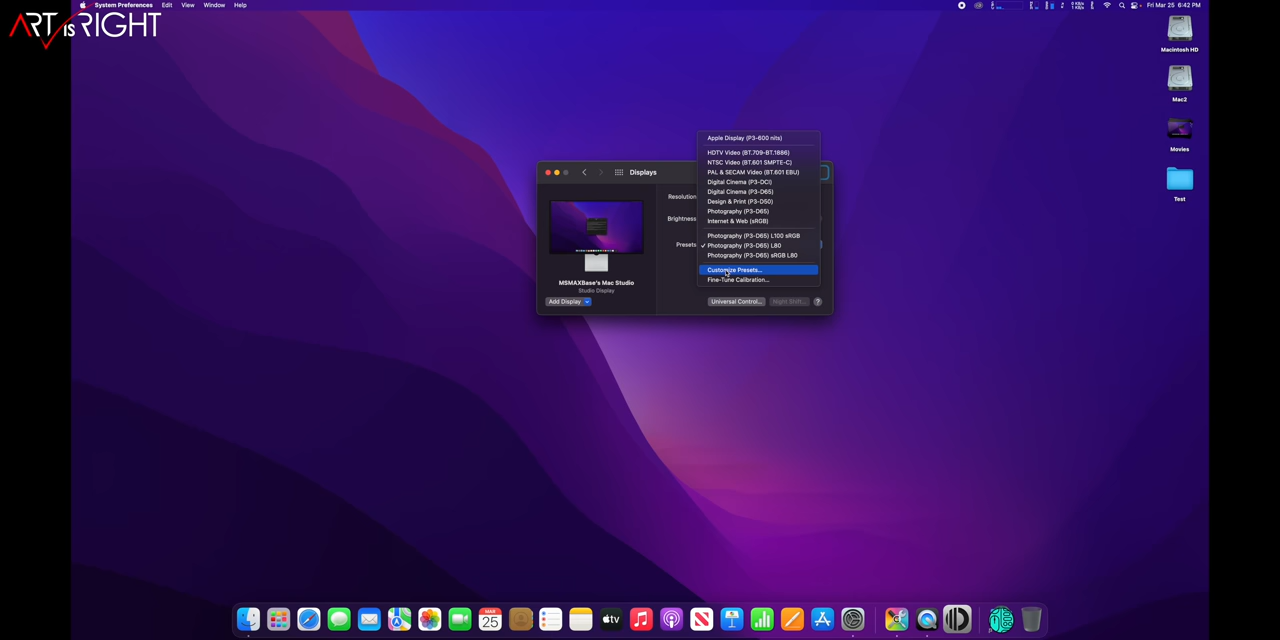 System Preferences Edit View Window Help
Fri Mar 25 6:42 PM
ART is RIGHT
Macintosh HD
Mac2
Movies
Test
Displays
Resolution
Brightness
Presets
Apple Display (P3-600 nits)
HDTV Video (BT.709-BT.1886)
NTSC Video (BT.601 SMPTE-C)
PAL & SECAM Video (BT.601 EBU)
Digital Cinema (P3-DCI)
Digital Cinema (P3-D65)
Design & Print (P3-D50)
Photography (P3-D65)
Internet & Web (sRGB)
Photography (P3-D65) L100 sRGB
✓ Photography (P3-D65) L80
Photography (P3-D65) sRGB L80
Customize Presets...
Fine-Tune Calibration...
MSMAXBase's Mac Studio
Studio Display
Add Display
Universal Control...
Night Shift...
?
MAR
25
tv